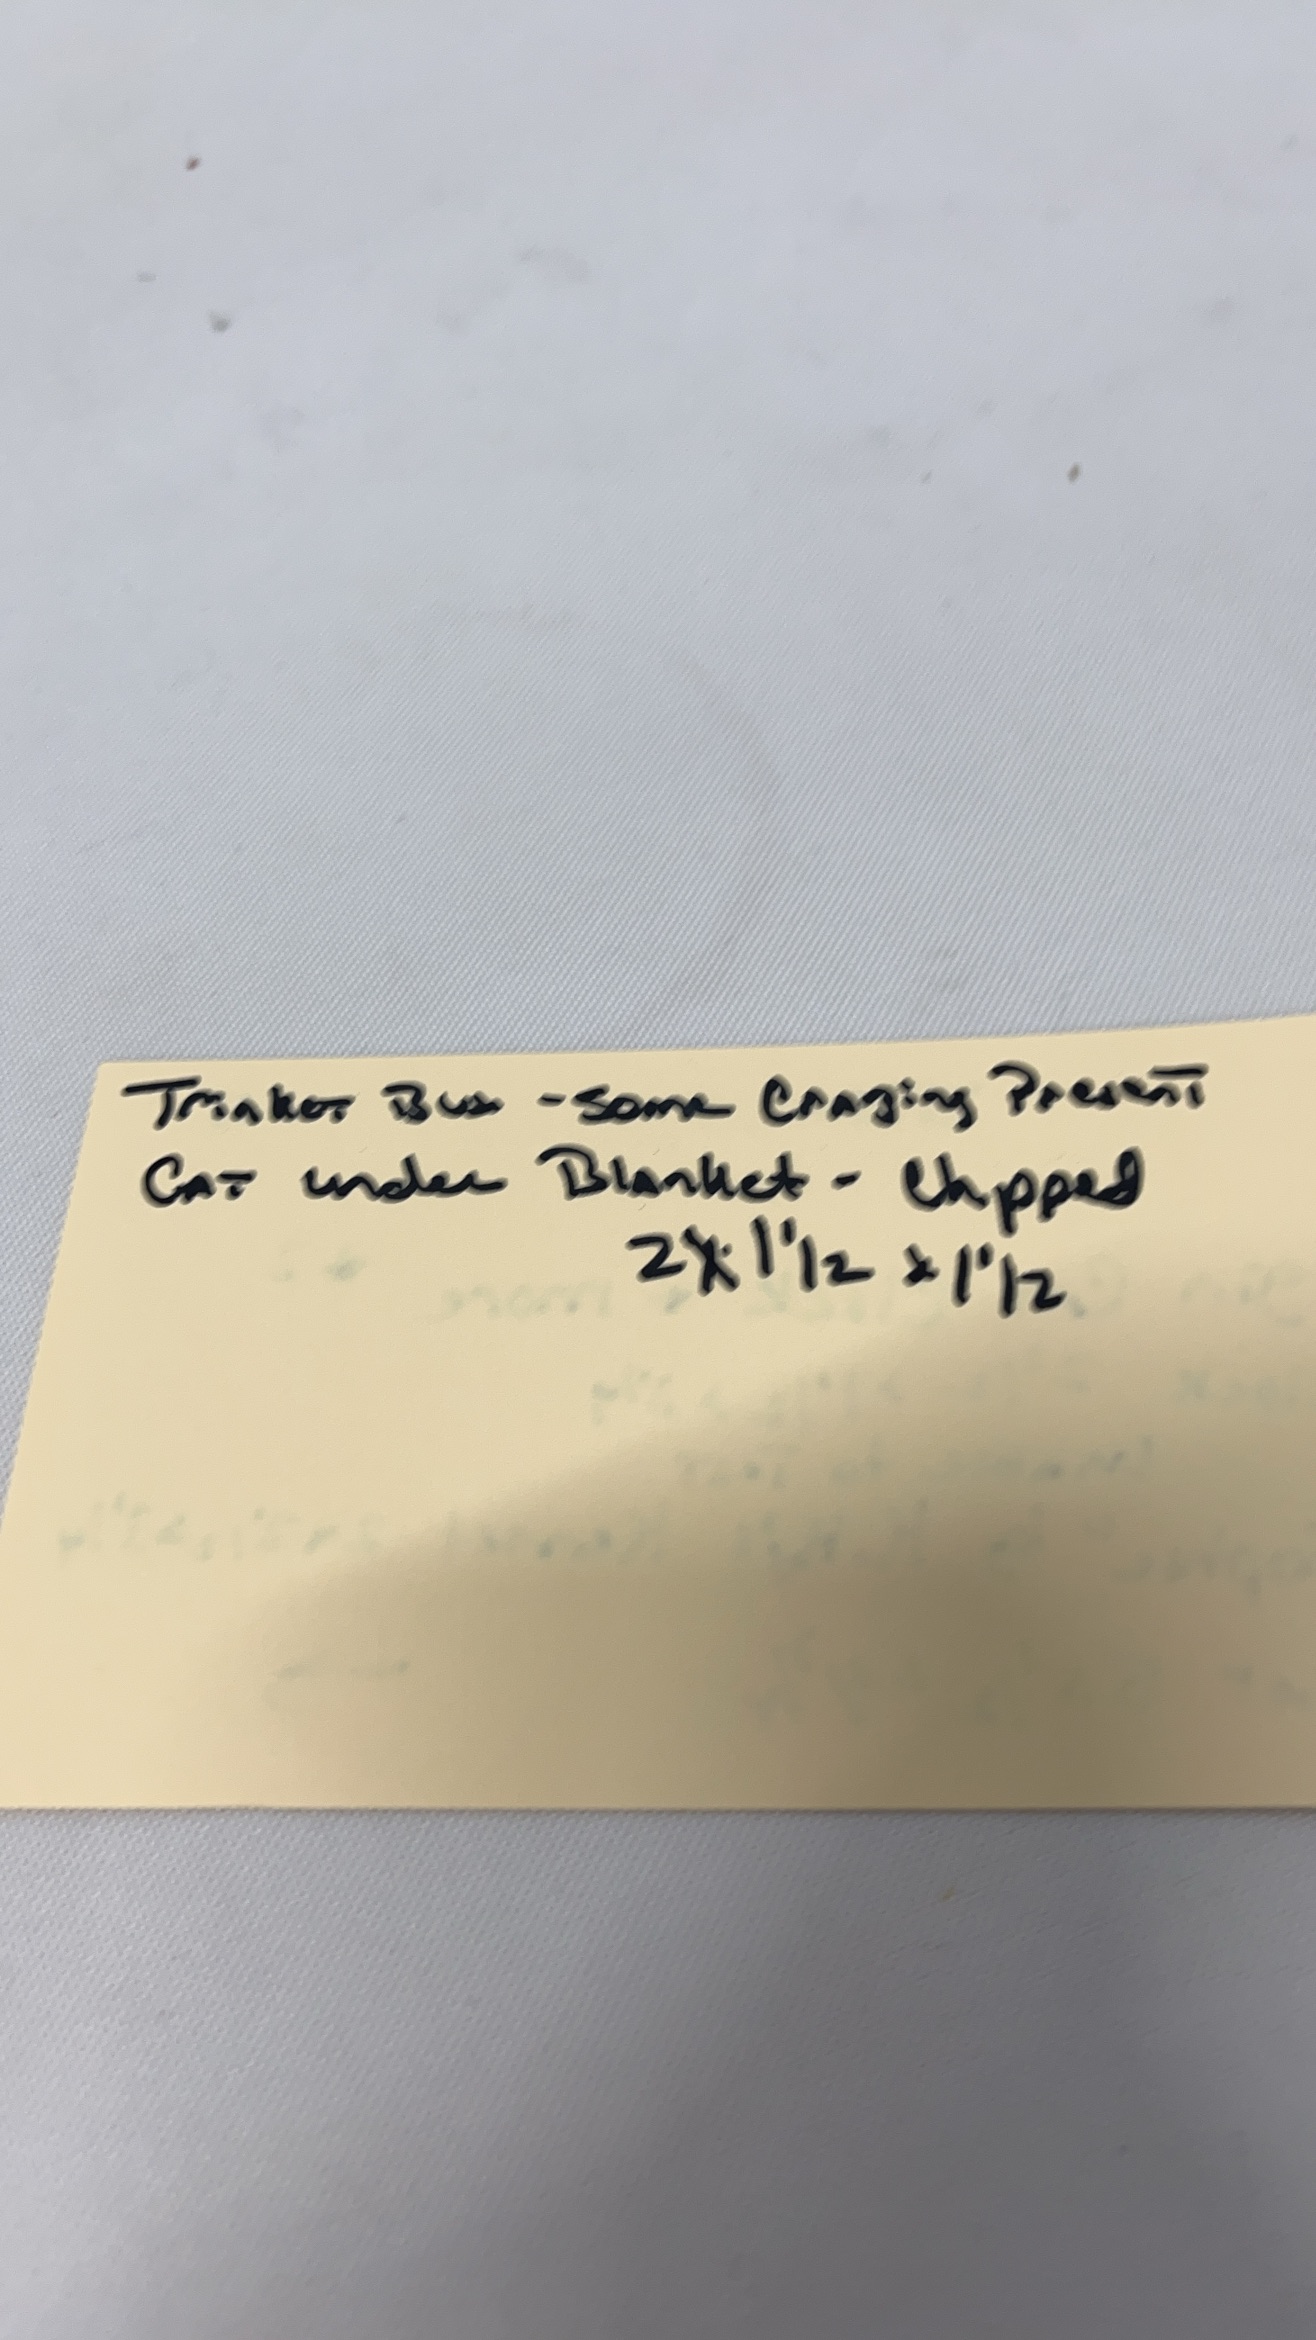 Trinket Box - Some Crazing Present
Cat under Blanket - Chipped
2 x 1 1/2 x 1 1/2